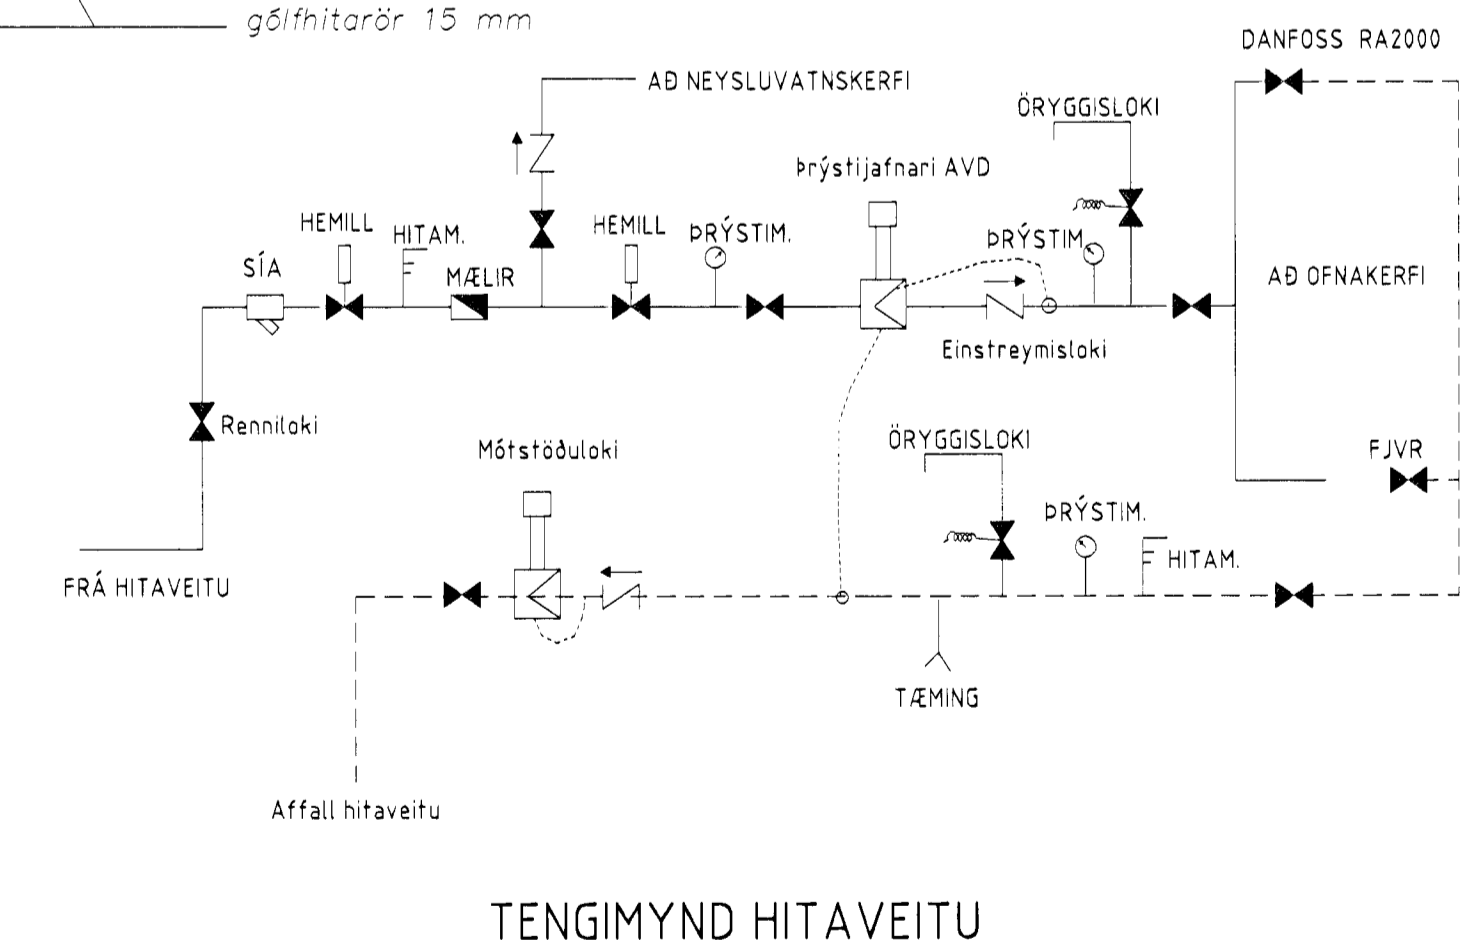 gólfhitarör 15 mm
DANFOSS RA2000
AÐ NEYSLUVATNSKERFI
ÖRYGGISLOKI
Þrýstijafnari AVD
HEMILL
HITAM.
HEMILL
ÞRÝSTIM.
ÞRÝSTIM.
SÍA
MÆLIR
AÐ OFNAKERFI
Einstreymisloki
Renniloki
Mótstöðuloki
ÖRYGGISLOKI
FJVR
ÞRÝSTIM.
HITAM.
FRÁ HITAVEITU
TÆMING
Affall hitaveitu
TENGIMYND HITAVEITU